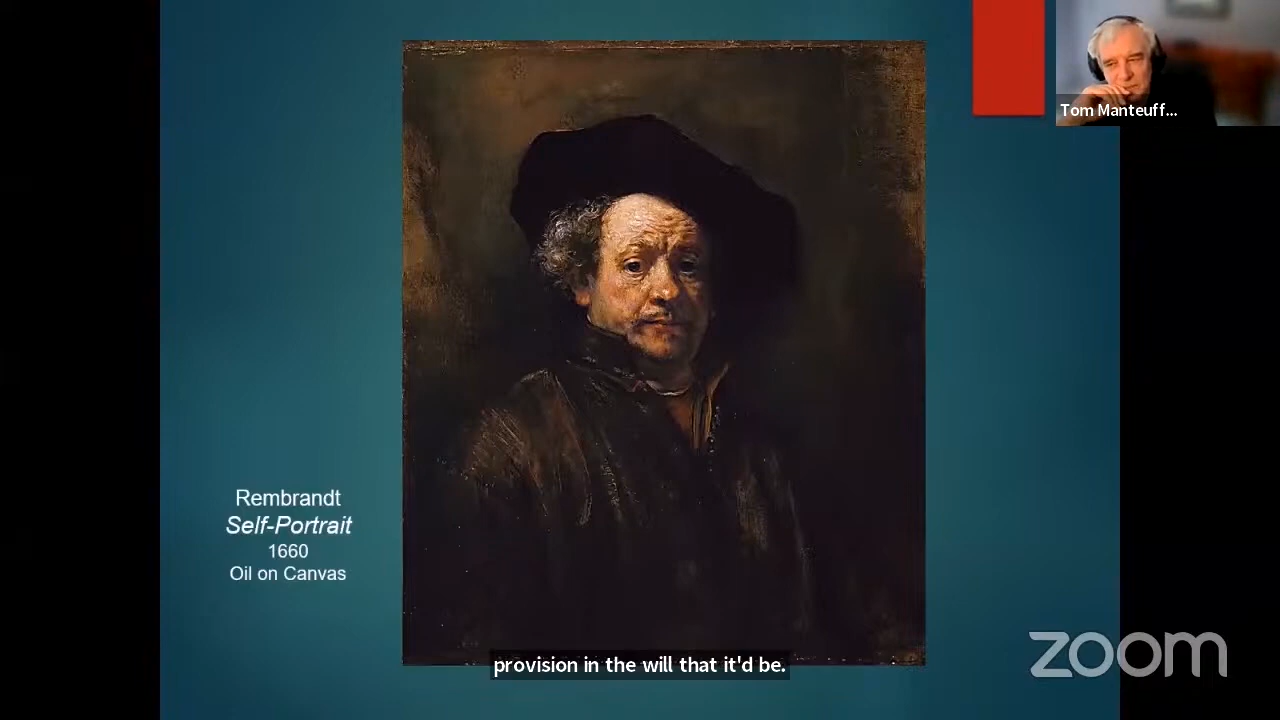 Tom Manteuff...
Rembrandt
Self-Portrait
1660
Oil on Canvas
provision in the will that it'd be.
zoom